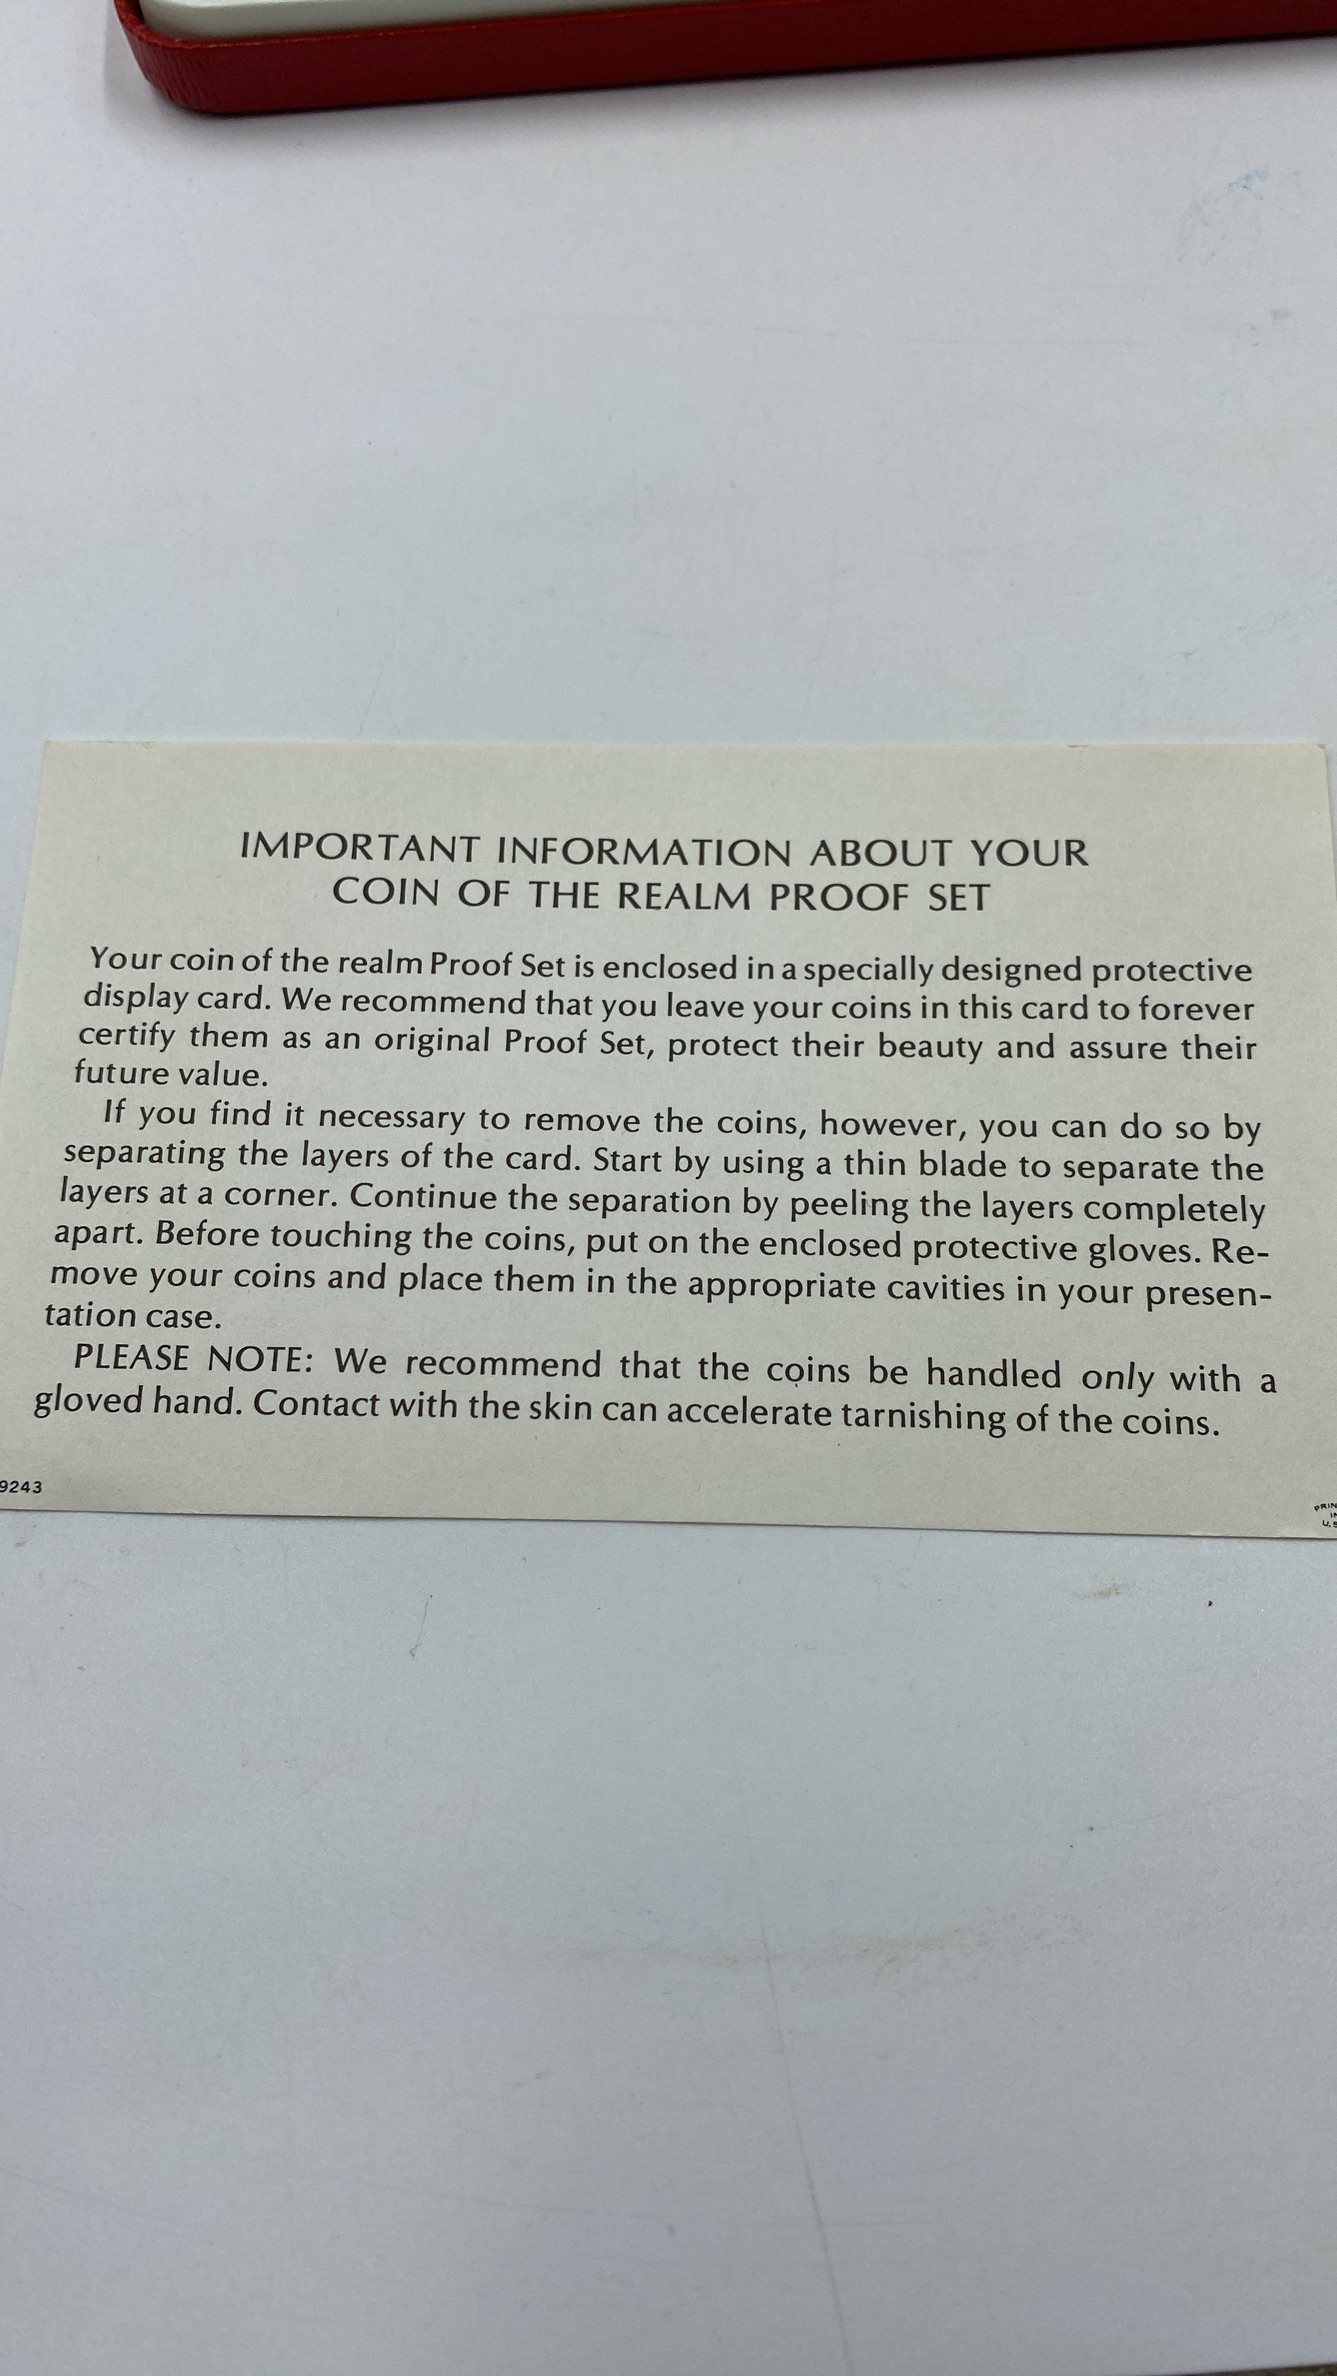 IMPORTANT INFORMATION ABOUT YOUR
COIN OF THE REALM PROOF SET
Your coin of the realm Proof Set is enclosed in a specially designed protective
display card. We recommend that you leave your coins in this card to forever
certify them as an original Proof Set, protect their beauty and assure their
future value.
If you find it necessary to remove the coins, however, you can do so by
separating the layers of the card. Start by using a thin blade to separate the
layers at a corner. Continue the separation by peeling the layers completely
apart. Before touching the coins, put on the enclosed protective gloves. Re-
move your coins and place them in the appropriate cavities in your presen-
tation case.
PLEASE NOTE: We recommend that the coins be handled only with a
gloved hand. Contact with the skin can accelerate tarnishing of the coins.
9243